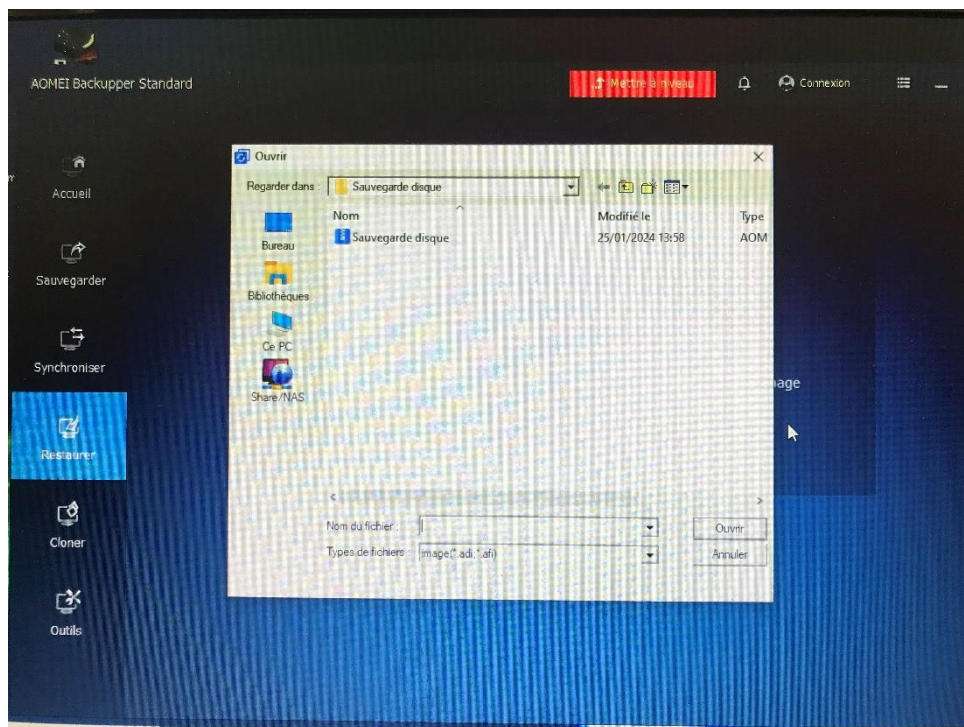 AOMEI Backupper Standard
Mettre à niveau
Connexion
Accueil
Sauvegarder
Synchroniser
Restaurer
Cloner
Outils
Ouvrir
Regarder dans :
Sauvegarde disque
Nom
Modifié le
Type
Sauvegarde disque
25/01/2024 13:58
AOM
Bureau
Bibliothèques
Ce PC
Share/NAS
Nom du fichier :
Ouvrir
Types de fichiers :
image(*.adi;*.afi)
Annuler
age